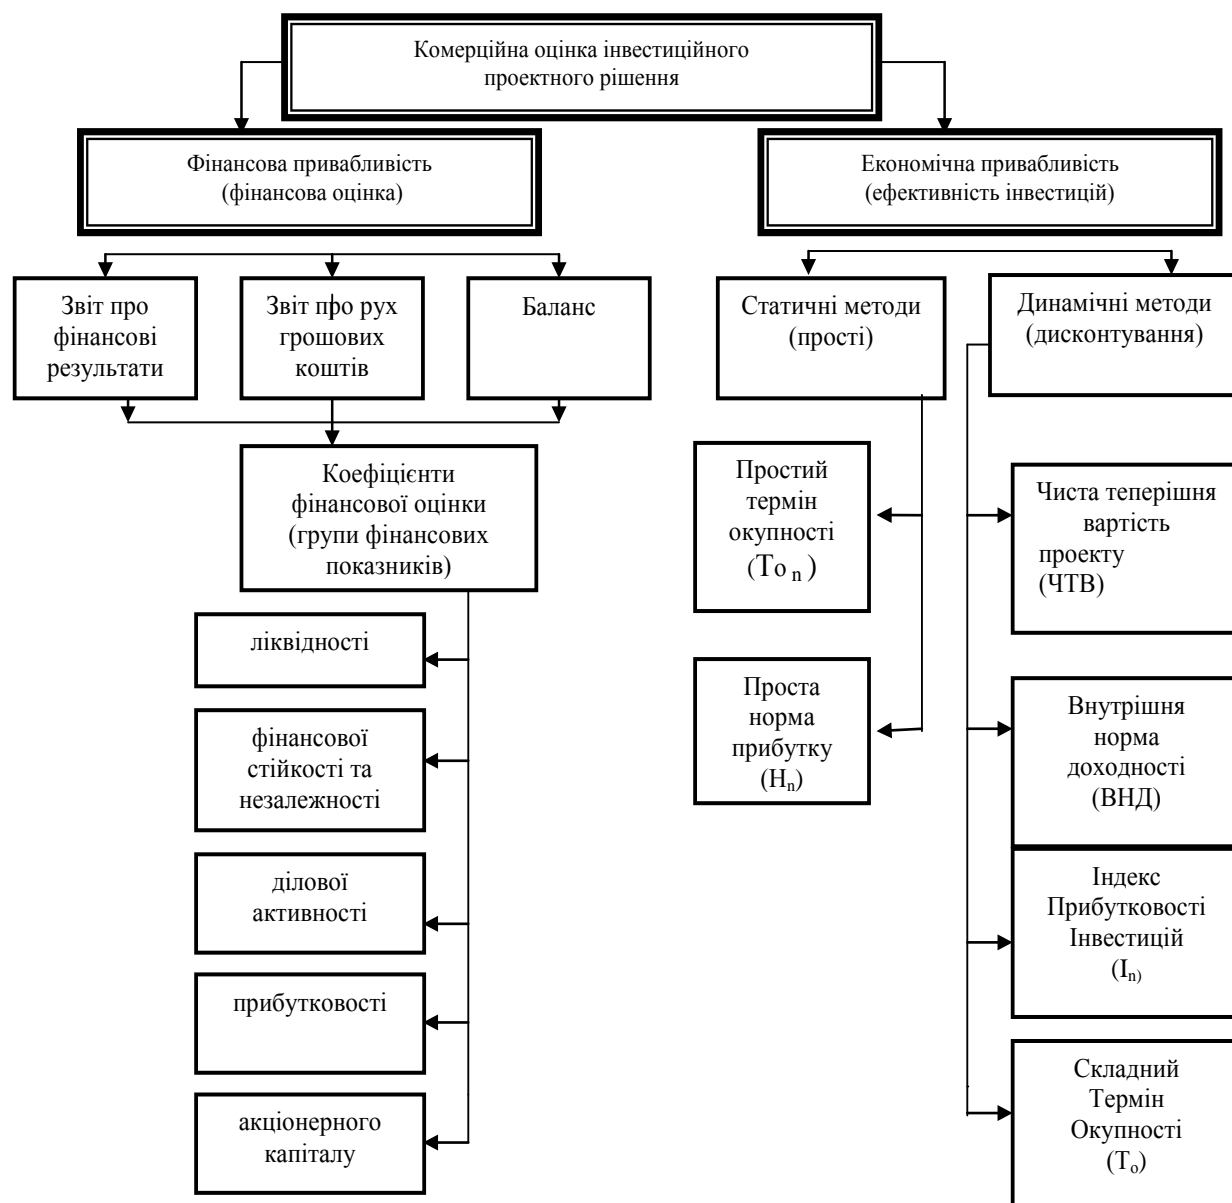 Комерційна оцінка інвестиційного
проектного рішення
Фінансова привабливість
(фінансова оцінка)
Економічна привабливість
(ефективність інвестицій)
Звіт про
фінансові
результати
Звіт про рух
грошових
коштів
Баланс
Статичні методи
(прості)
Динамічні методи
(дисконтування)
Коефіцієнти
фінансової оцінки
(групи фінансових
показників)
ліквідності
фінансової
стійкості та
незалежності
ділової
активності
прибутковості
акціонерного
капіталу
Простий
термін
окупності
(То n)
Проста
норма
прибутку
(Нn)
Чиста теперішня
вартість
проекту
(ЧТВ)
Внутрішня
норма
доходності
(ВНД)
Індекс
Прибутковості
Інвестицій
(Іn)
Складний
Термін
Окупності
(То)